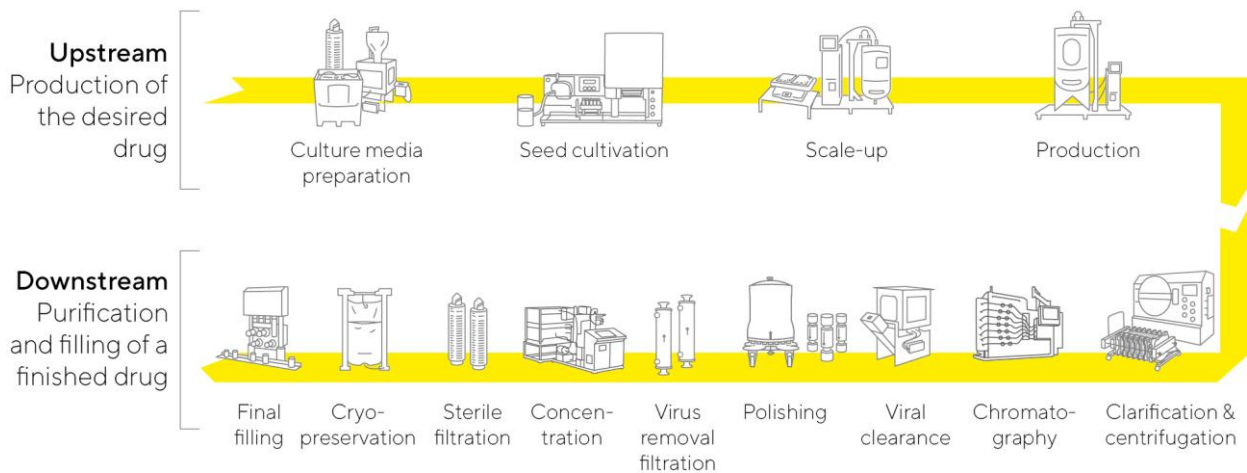 Upstream
Production of
the desired
drug
Culture media
preparation
Seed cultivation
Scale-up
Production
Downstream
Purification
and filling of a
finished drug
Final
filling
Cryo-
preservation
Sterile
filtration
Concen-
tration
Virus
removal
filtration
Polishing
Viral
clearance
Chromato-
graphy
Clarification &
centrifugation